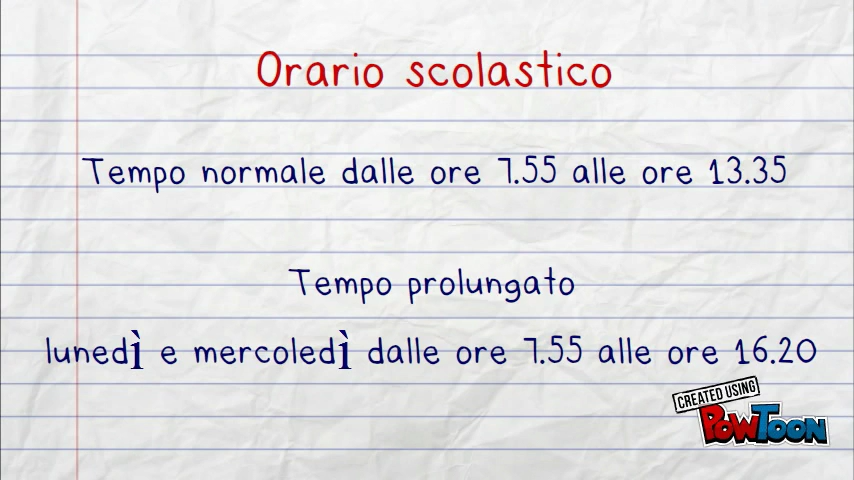 Orario scolastico
Tempo normale dalle ore 7.55 alle ore 13.35
Tempo prolungato
lunedì e mercoledì dalle ore 7.55 alle ore 16.20
CREATED USING
POWTOON